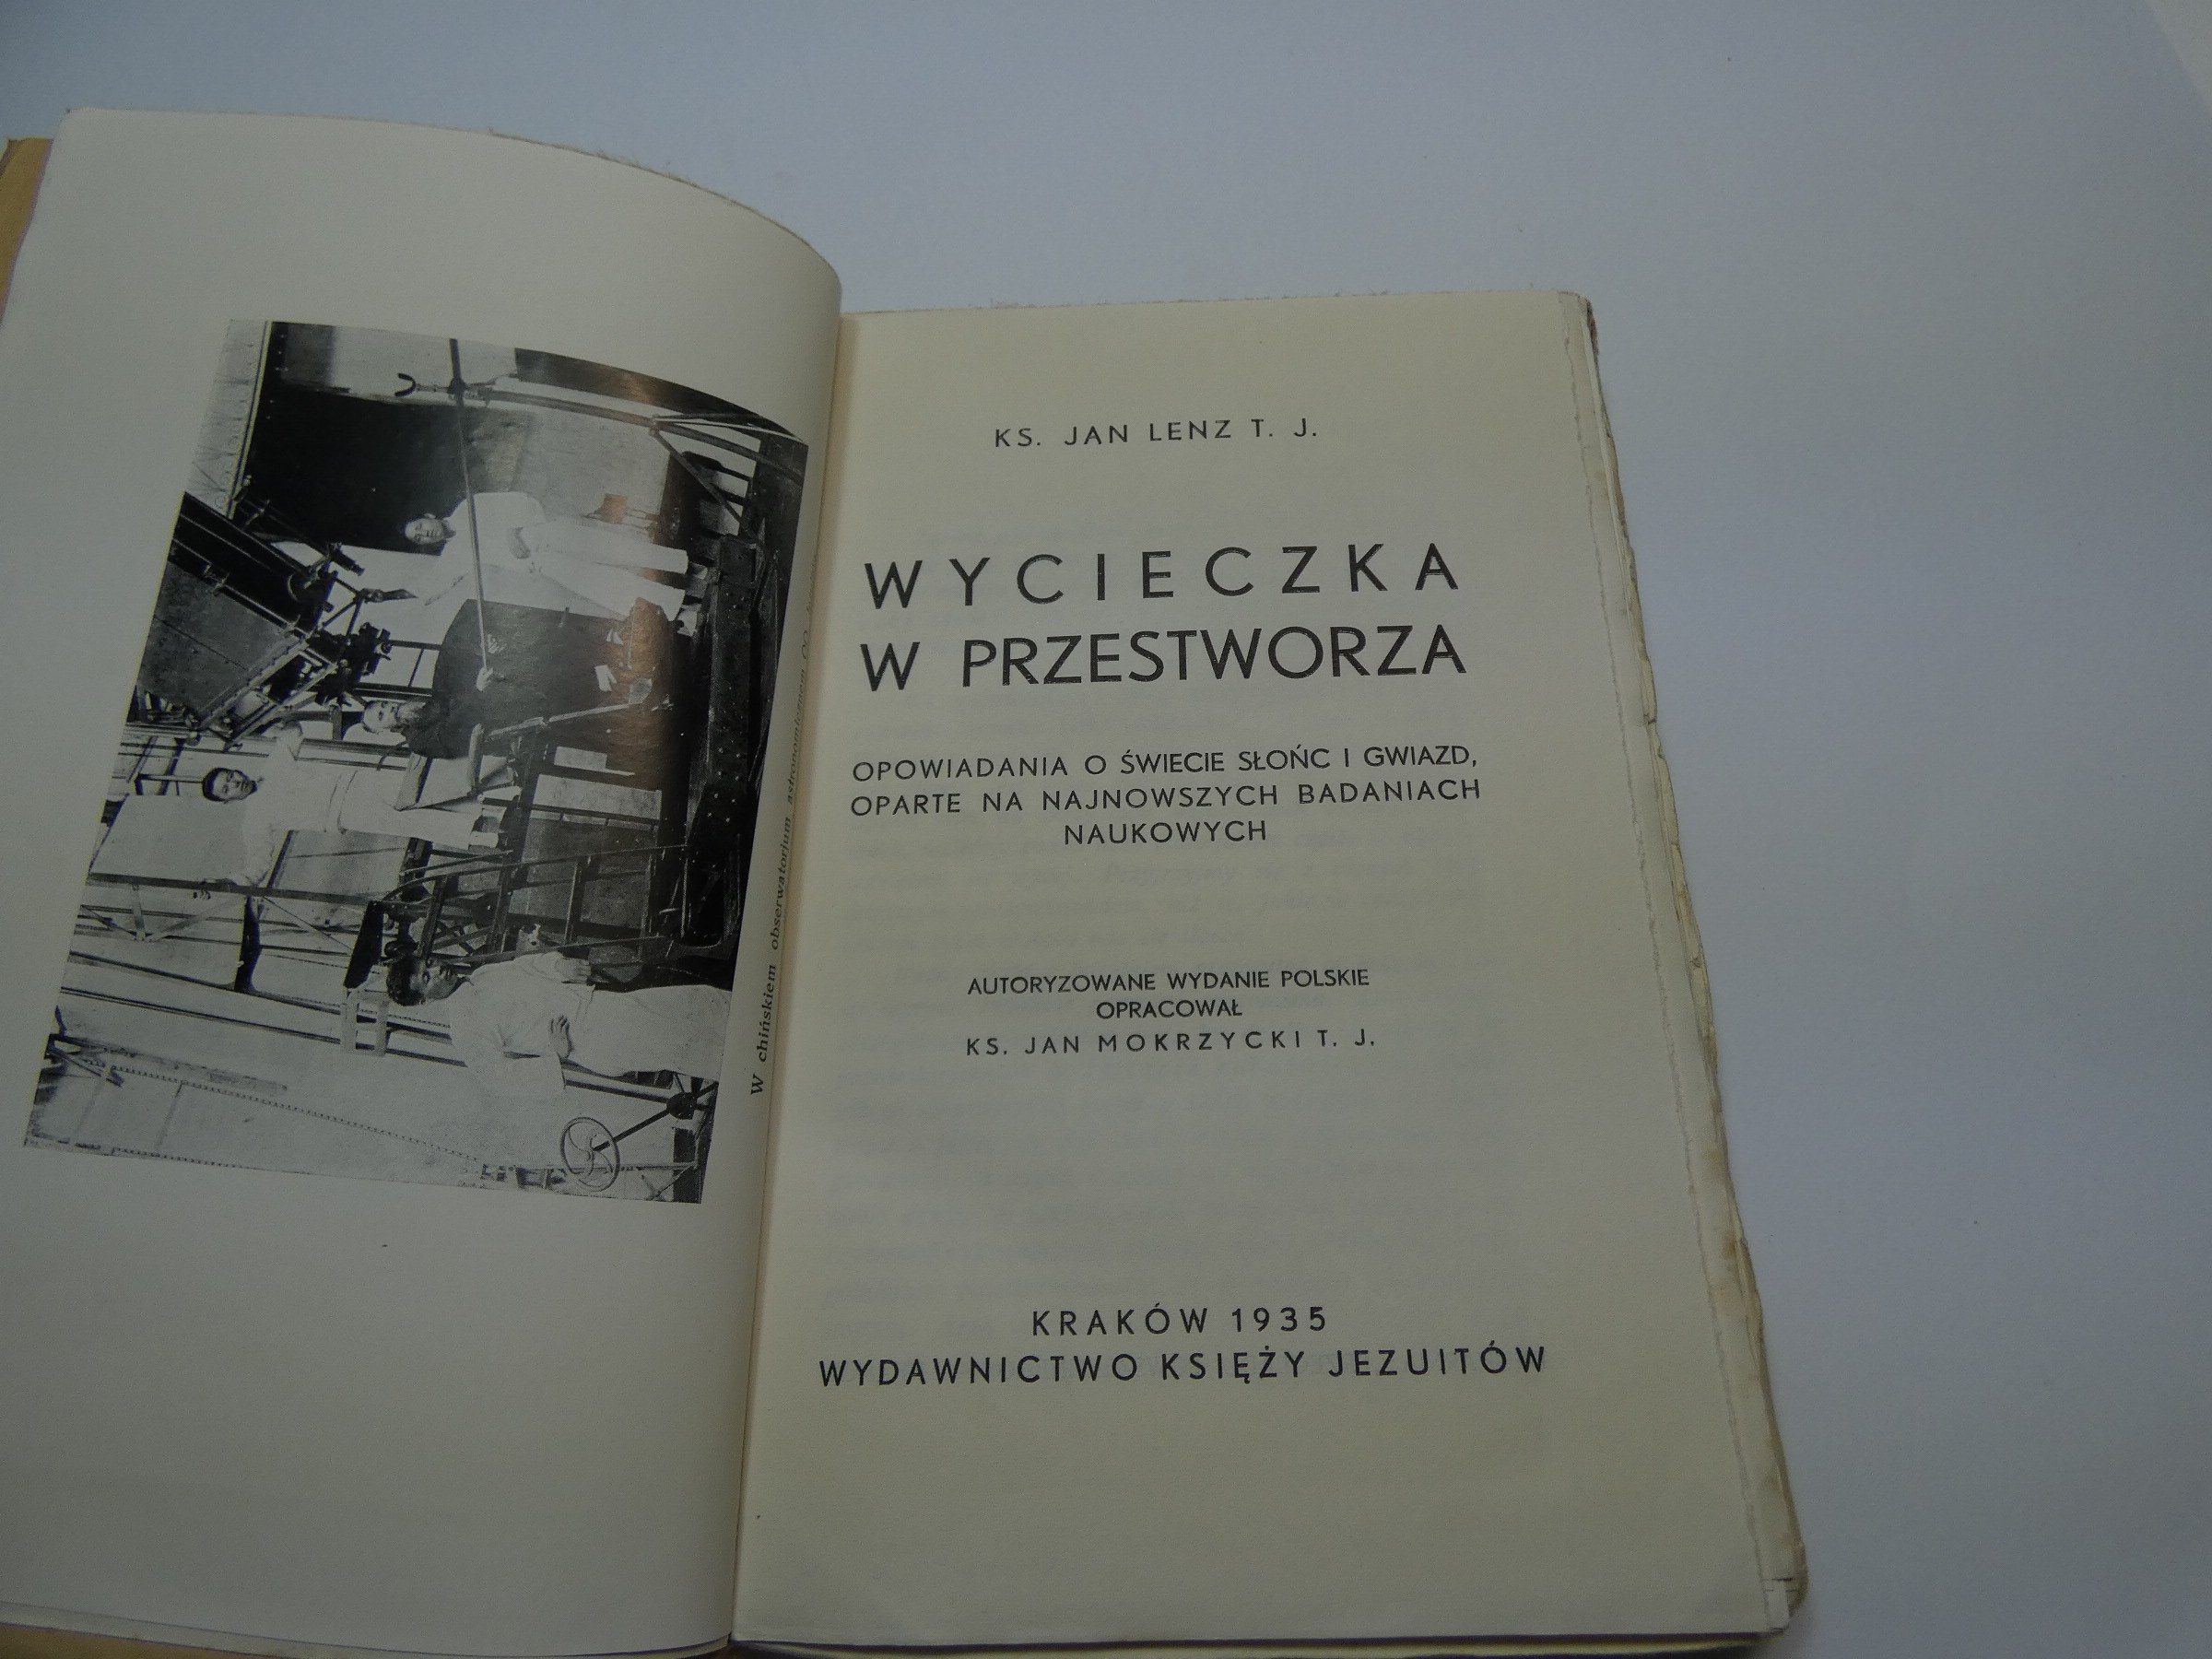 W chińskiem obserwatorium astronomicznem OO.
KS. JAN LENZ T. J.
WYCIECZKA
W PRZESTWORZA
OPOWIADANIA O ŚWIECIE SŁOŃC I GWIAZD,
OPARTE NA NAJNOWSZYCH BADANIACH
NAUKOWYCH
AUTORYZOWANE WYDANIE POLSKIE
OPRACOWAŁ
KS. JAN MOKRZYCKI T. J.
KRAKÓW 1935
WYDAWNICTWO KSIĘŻY JEZUITÓW